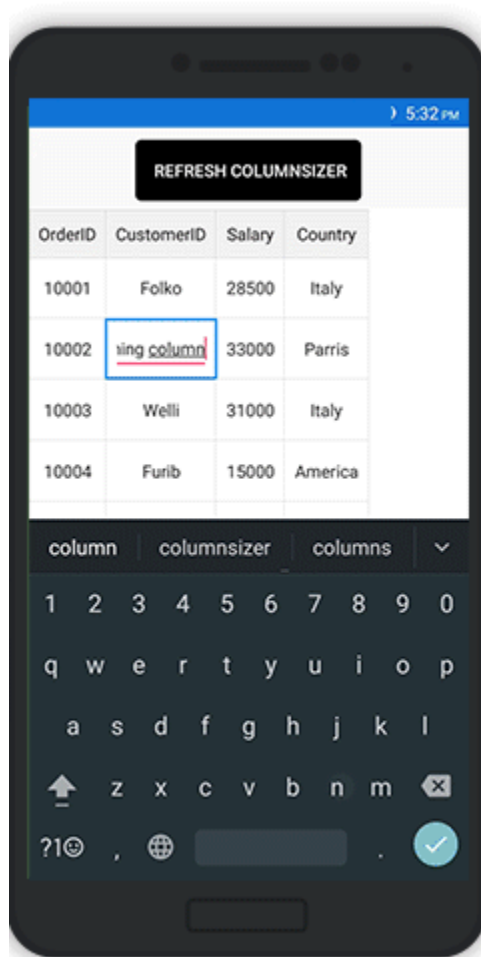 5:32 PM
REFRESH COLUMNSIZER
OrderID CustomerID Salary Country
10001 Folko 28500 Italy
10002 column 33000 Parris
10003 Welli 31000 Italy
10004 Furib 15000 America
column columnsizer columns
1 2 3 4 5 6 7 8 9 0
q w e r t y u i o p
a s d f g h j k l
z x c v b n m
?1☺ , .